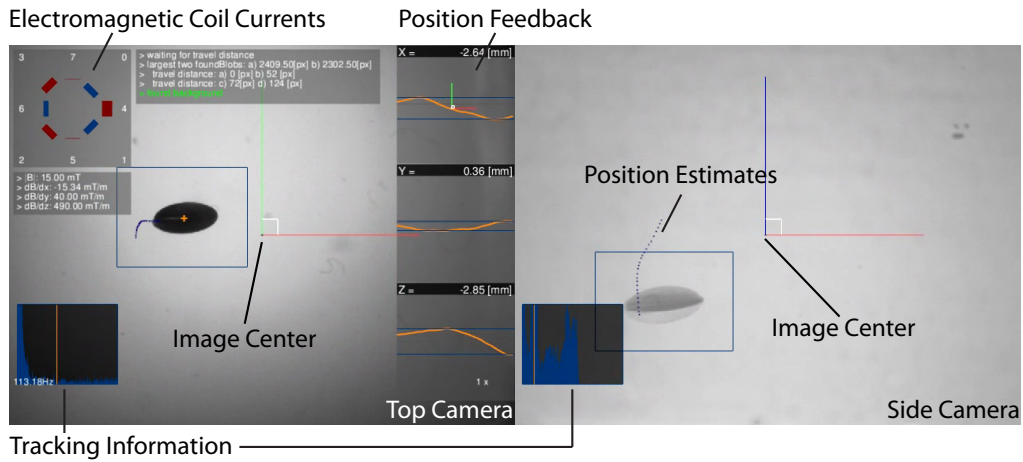 Electromagnetic Coil Currents
Position Feedback
3 7 0
6 4
2 5 1
> waiting for travel distance
> largest two foundBlobs: a) 2409.50[px] b) 2302.50[px]
> travel distance: a) 0 [px] b) 52 [px]
> travel distance: c) 72[px] d) 124 [px]
> found background
X = -2.64 [mm]
> |B|: 15.00 mT
> dB/dx: -15.34 mT/m
> dB/dy: 40.00 mT/m
> dB/dz: 490.00 mT/m
Y = 0.36 [mm]
Position Estimates
Z = -2.85 [mm]
Image Center
Image Center
113.18Hz
1 x
Top Camera
Side Camera
Tracking Information